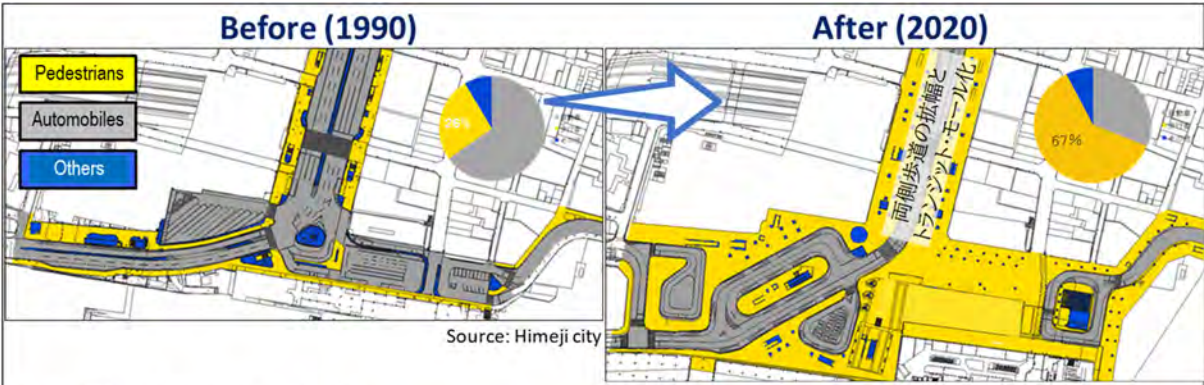 Before (1990)
After (2020)
Pedestrians
Automobiles
Others
26%
両側歩道の拡幅と
トランジット・モール化
67%
Source: Himeji city